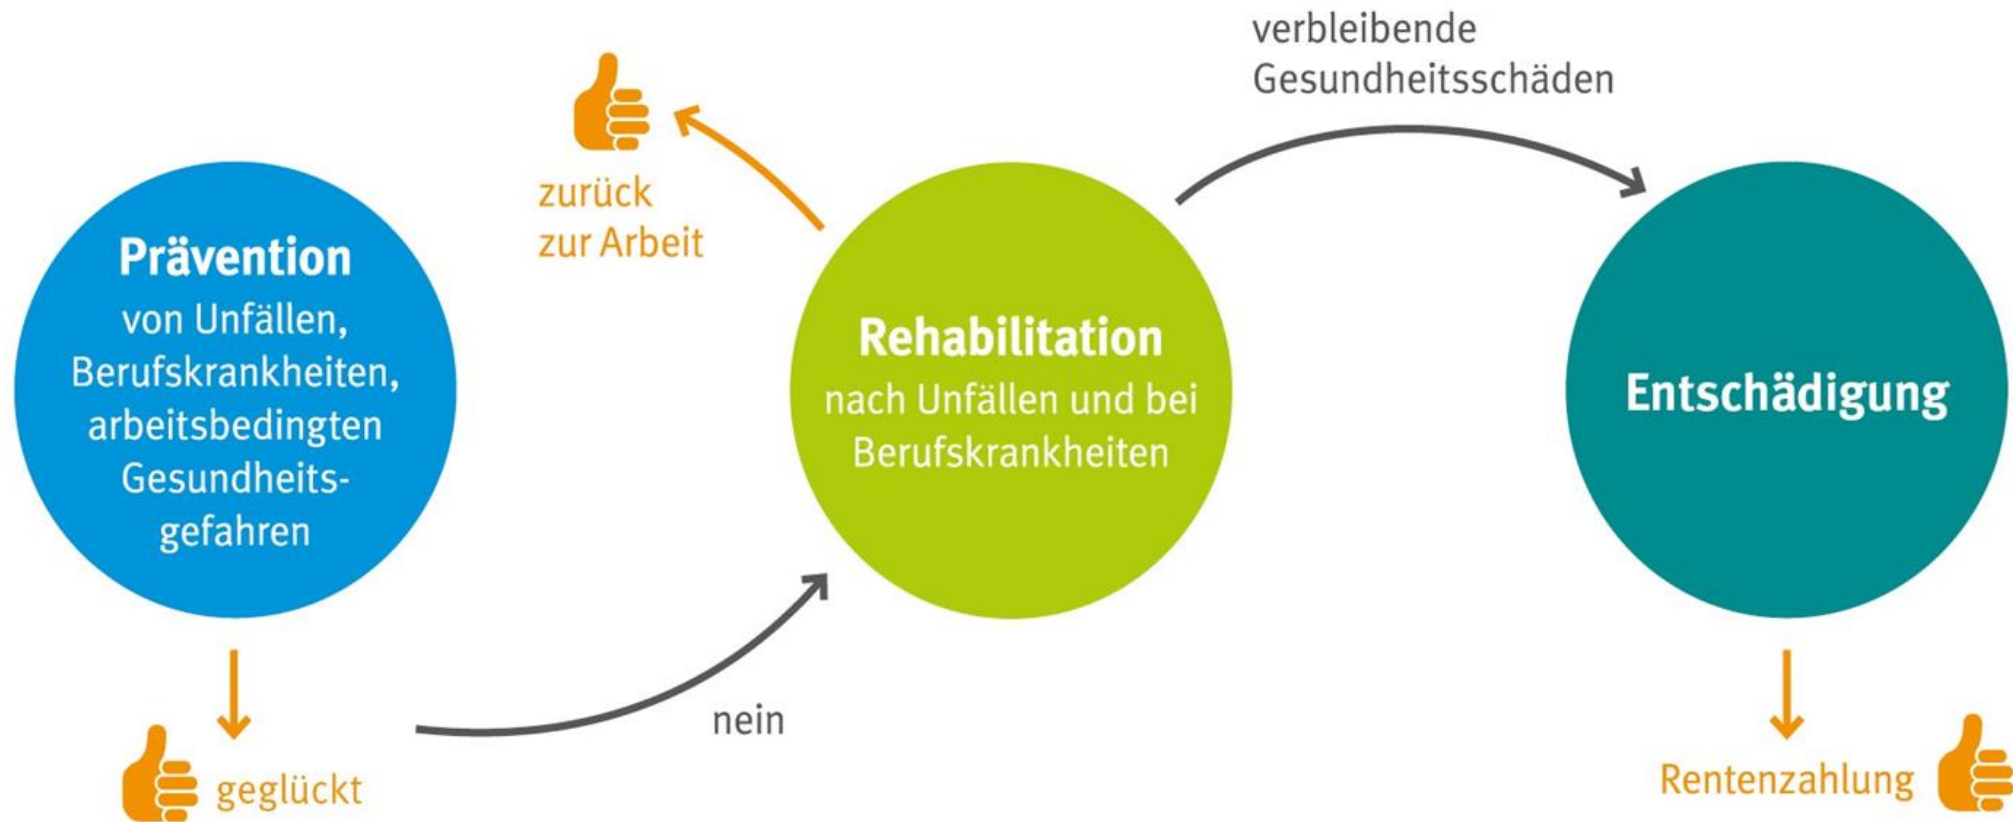 Prävention
von Unfällen,
Berufskrankheiten,
arbeitsbedingten
Gesundheits-
gefahren
geglückt
nein
zurück
zur Arbeit
Rehabilitation
nach Unfällen und bei
Berufskrankheiten
verbleibende
Gesundheitsschäden
Entschädigung
Rentenzahlung